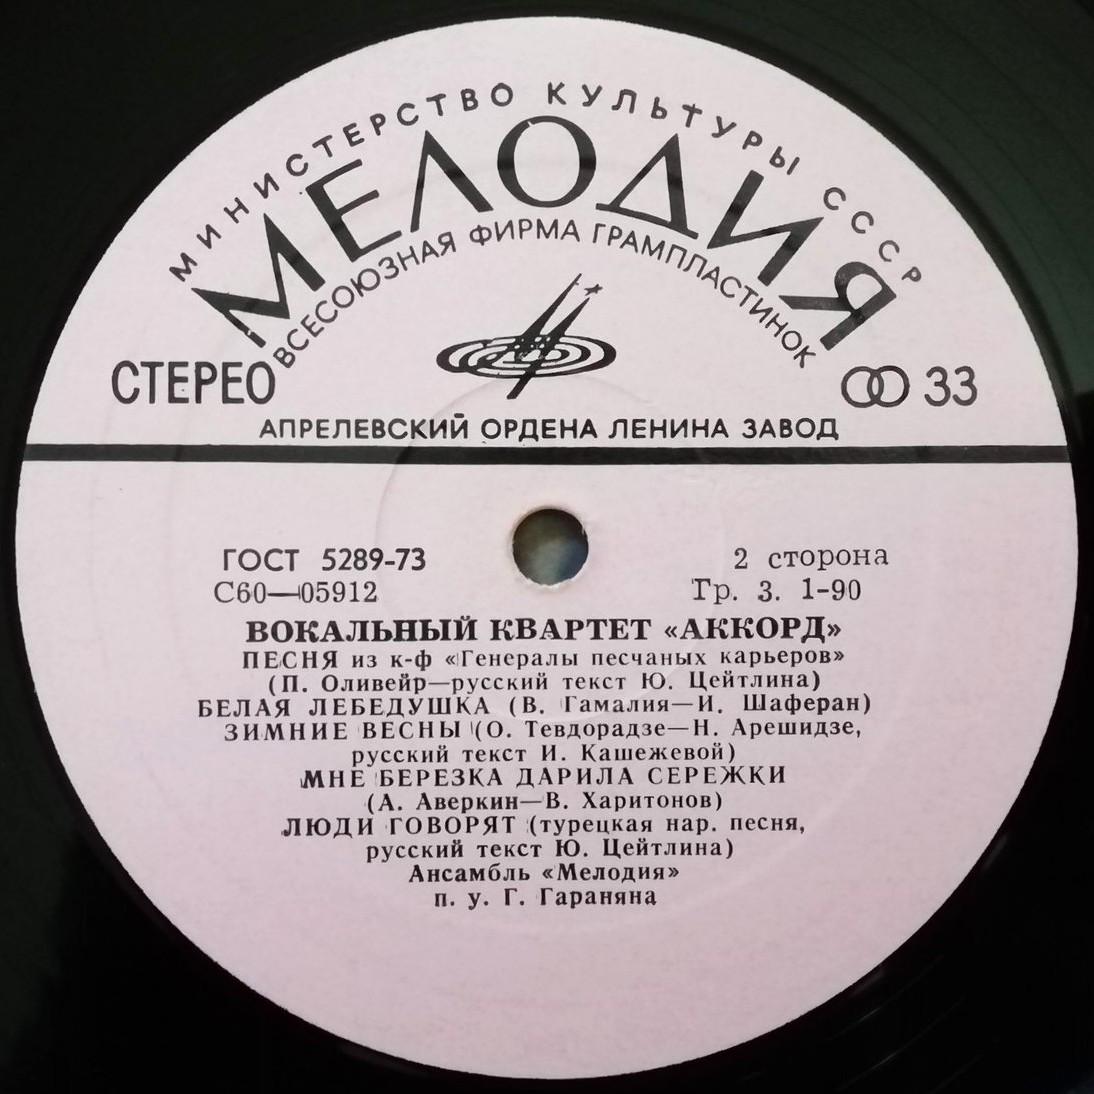 МИНИСТЕРСТВО КУЛЬТУРЫ СССР
МЕЛОДИЯ
ВСЕСОЮЗНАЯ ФИРМА ГРАМПЛАСТИНОК
СТЕРЕО
33
АПРЕЛЕВСКИЙ ОРДЕНА ЛЕНИНА ЗАВОД
ГОСТ 5289-73
2 сторона
С60—05912
Гр. 3. 1-90
ВОКАЛЬНЫЙ КВАРТЕТ «АККОРД»
ПЕСНЯ из к-ф «Генералы песчаных карьеров»
(П. Оливейр—русский текст Ю. Цейтлина)
БЕЛАЯ ЛЕБЕДУШКА (В. Гамалия—И. Шаферан)
ЗИМНИЕ ВЕСНЫ (О. Тевдорадзе—Н. Арешидзе,
русский текст И. Кашежевой)
МНЕ БЕРЕЗКА ДАРИЛА СЕРЕЖКИ
(А. Аверкин—В. Харитонов)
ЛЮДИ ГОВОРЯТ (турецкая нар. песня,
русский текст Ю. Цейтлина)
Ансамбль «Мелодия»
п. у. Г. Гараняна